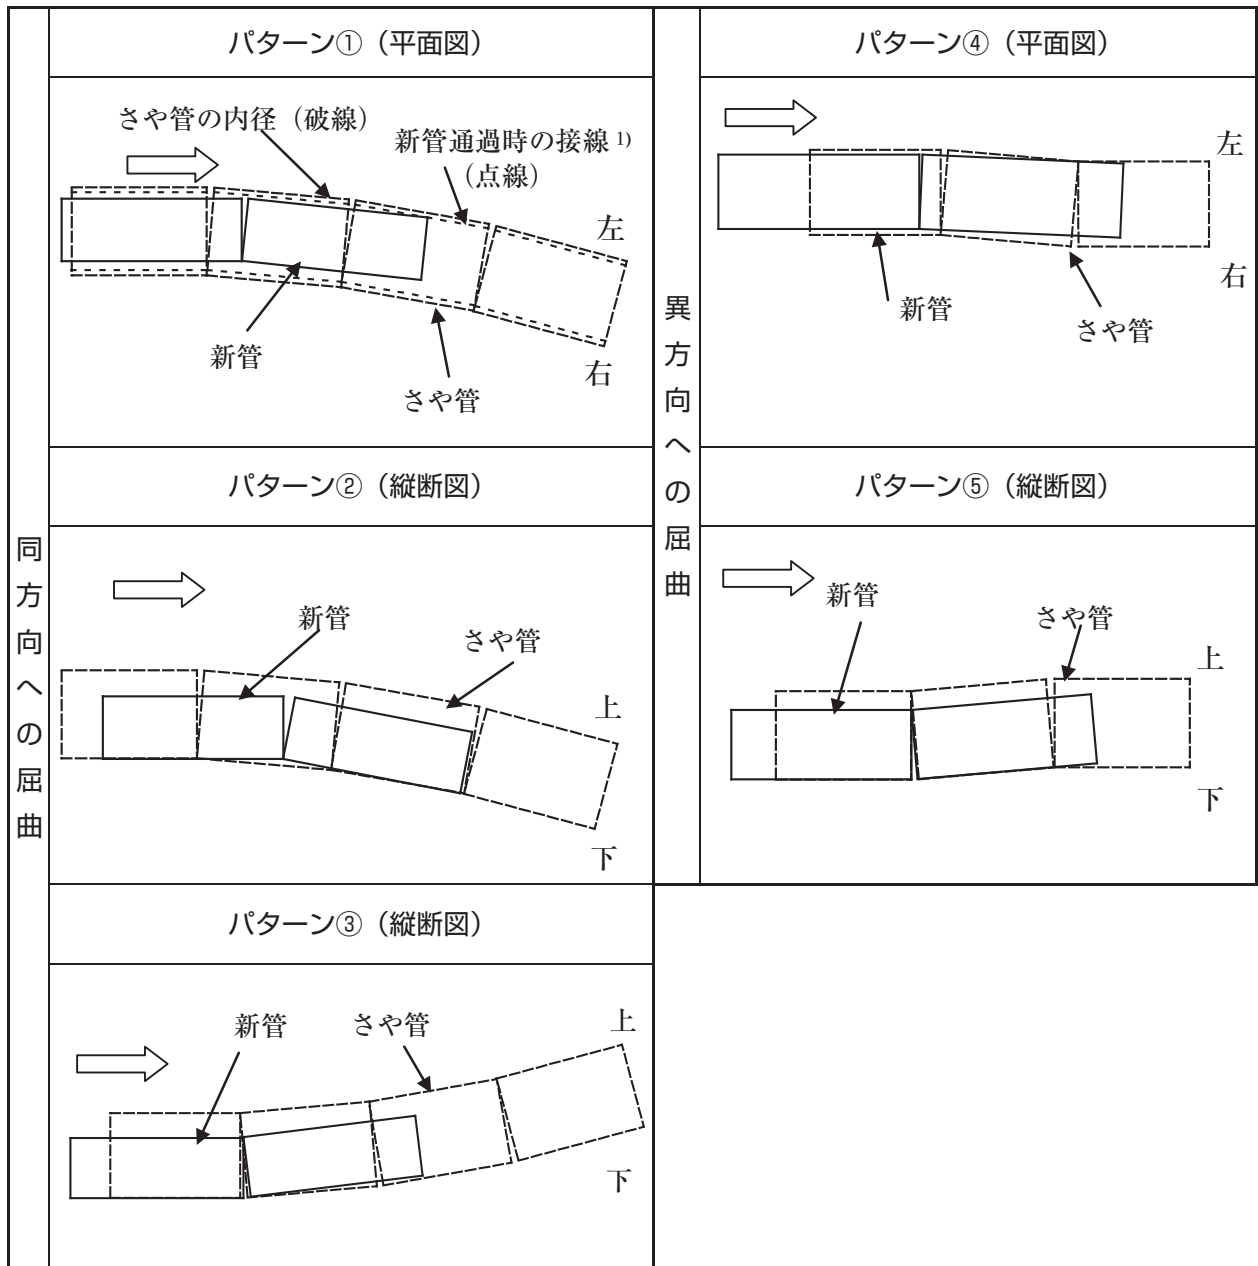 同方向への屈曲
パターン①（平面図）
さや管の内径（破線）
新管通過時の接線 1)
（点線）
左
新管
右
さや管
パターン②（縦断図）
新管
さや管
上
下
パターン③（縦断図）
新管
さや管
上
下
異方向への屈曲
パターン④（平面図）
左
右
新管
さや管
パターン⑤（縦断図）
新管
さや管
上
下